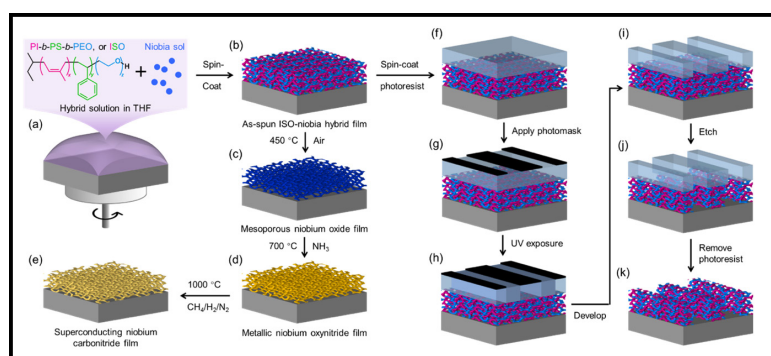 PI-b-PS-b-PEO, or ISO
Niobia sol
H
Hybrid solution in THF
(a)
Spin-
Coat
(b)
As-spun ISO-niobia hybrid film
450 °C Air
(c)
Mesoporous niobium oxide film
700 °C NH3
(d)
Metallic niobium oxynitride film
1000 °C
CH4/H2/N2
(e)
Superconducting niobium
carbonitride film
Spin-coat
photoresist
(f)
Apply photomask
(g)
UV exposure
(h)
Develop
(i)
Etch
(j)
Remove
photoresist
(k)